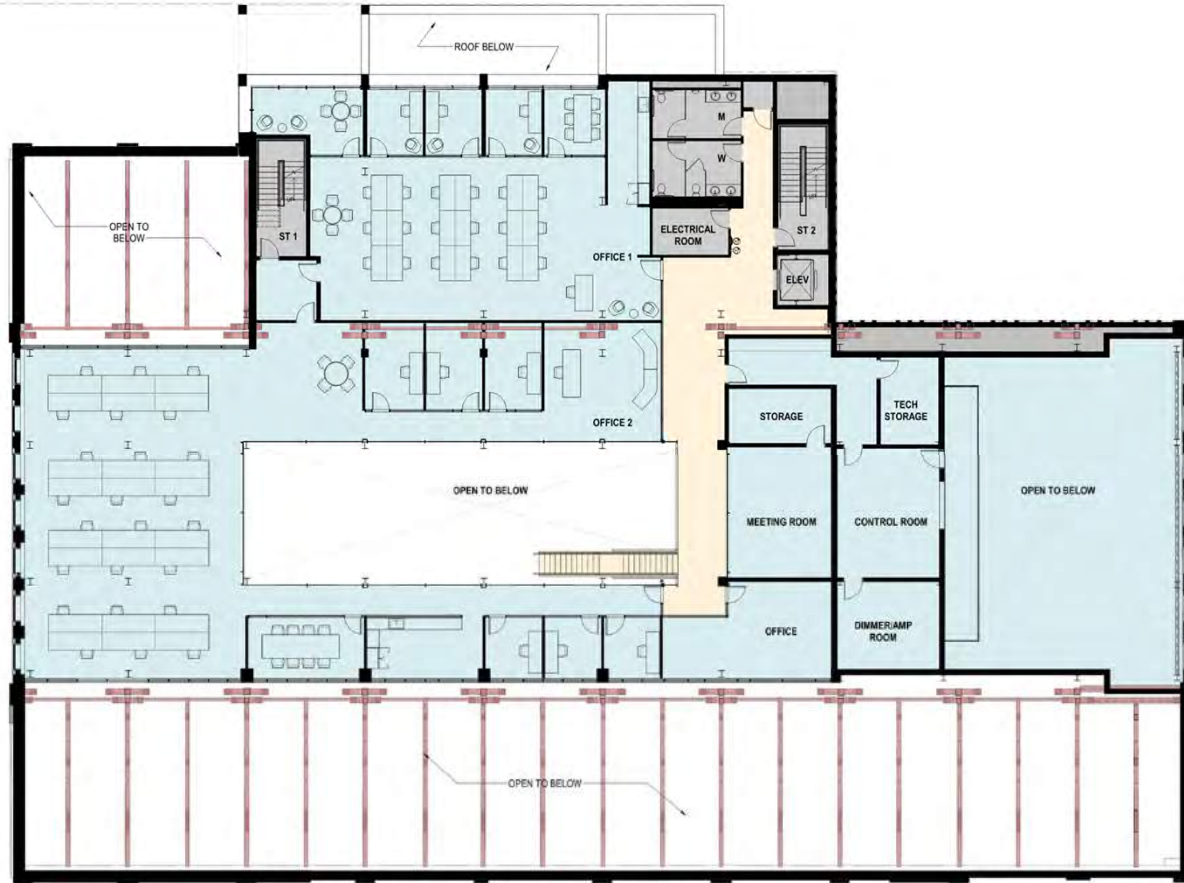 ROOF BELOW
M
W
OPEN TO
BELOW
ST 1
ELECTRICAL
ROOM
ST 2
OFFICE 1
ELEV
STORAGE
TECH
STORAGE
OFFICE 2
OPEN TO BELOW
MEETING ROOM
CONTROL ROOM
OPEN TO BELOW
OFFICE
DIMMER/AMP
ROOM
OPEN TO BELOW